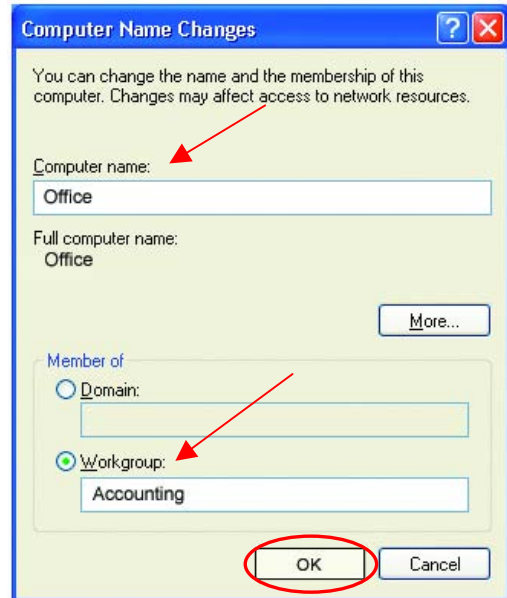 Computer Name Changes
You can change the name and the membership of this
computer. Changes may affect access to network resources.
Computer name:
Office
Full computer name:
Office
More...
Member of
Domain:
Workgroup:
Accounting
OK
Cancel